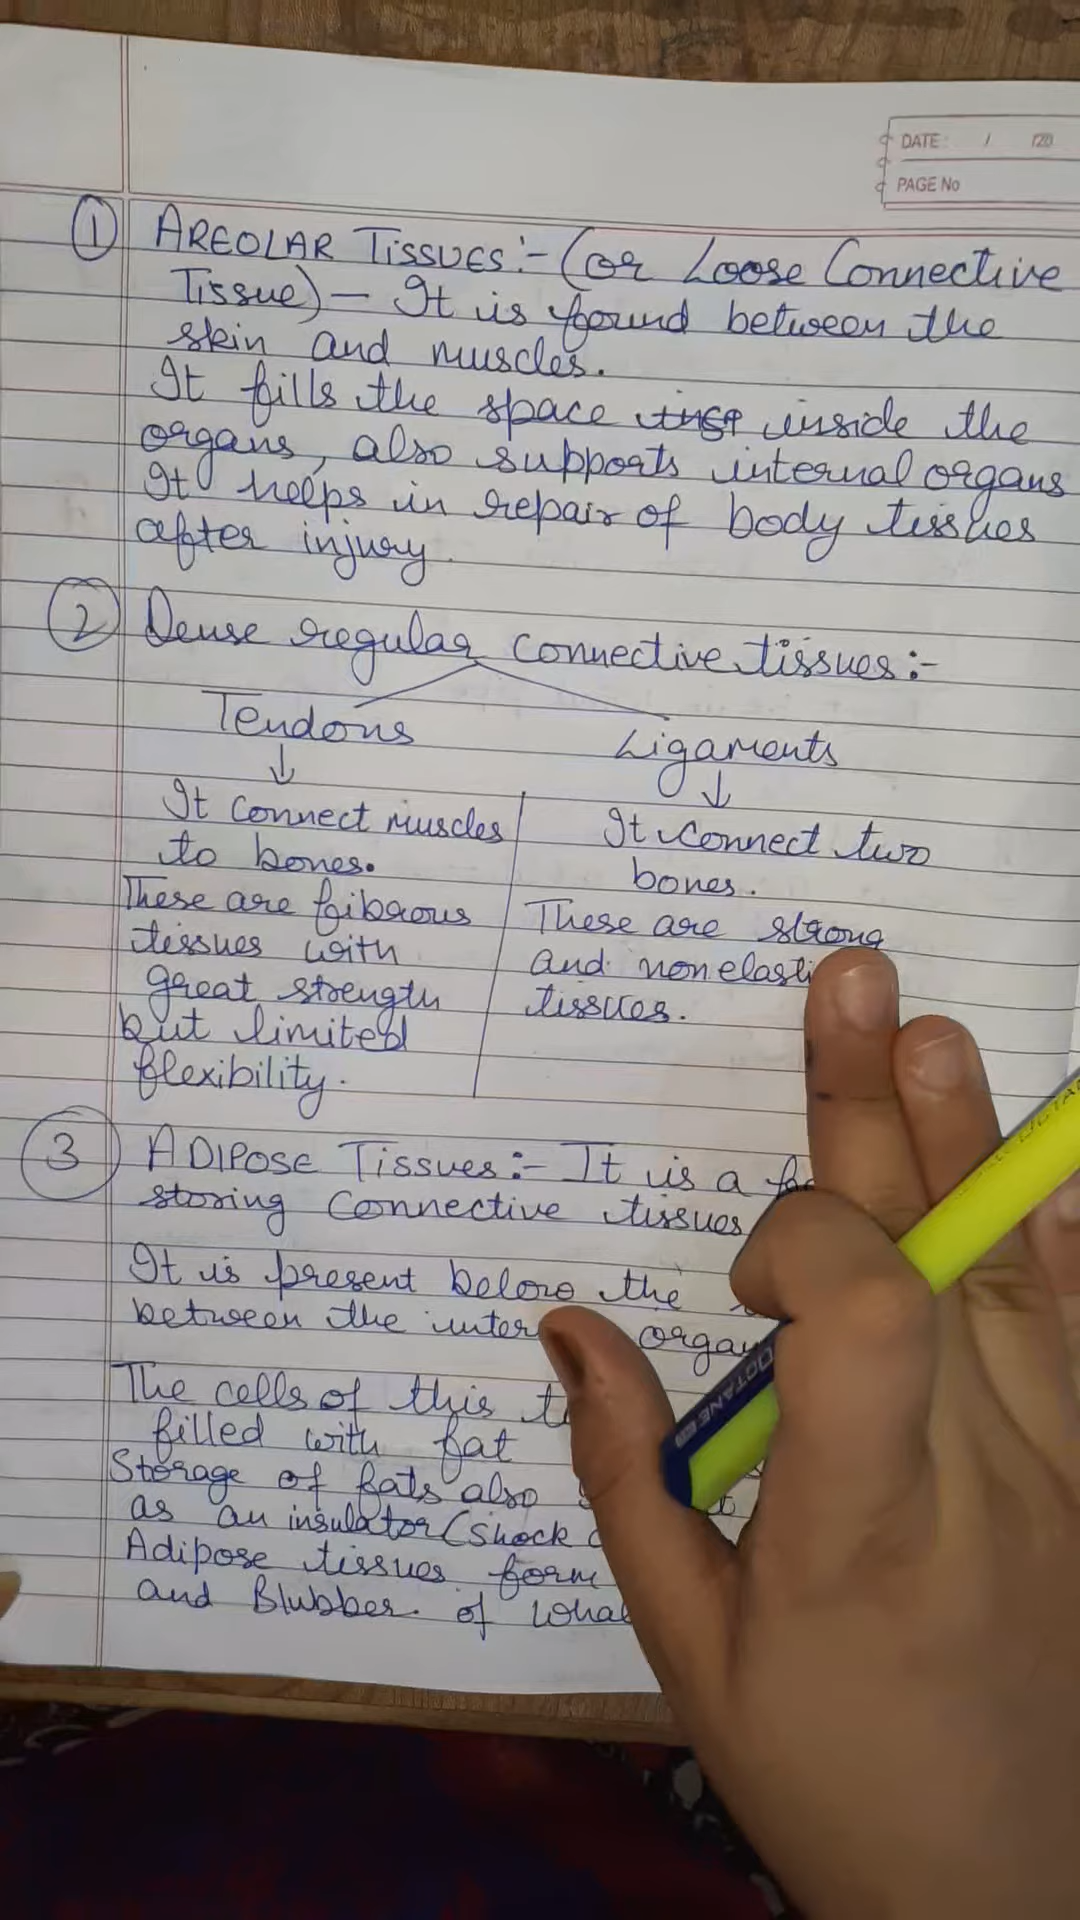 DATE: / /20
PAGE No
① AREOLAR TISSUES:- (or Loose Connective
Tissue) — It is found between the
skin and muscles.
It fills the space inside the
organs, also supports internal organs
It helps in repair of body tissues
after injury.
② Dense regular connective tissues:-
Tendons
↓
It connect muscles
to bones.
These are fibrous
tissues with
great strength
but limited
flexibility.
Ligaments
↓
It connect two
bones.
These are strong
and non elasti
tissues.
③ ADIPOSE TISSUES:- It is a
storing connective tissues
It is present below the
between the inter orga
The cells of this
filled with fat
Storage of fats also
as an insulator (Shock
Adipose tissues form
and Blubber of whal
OCTANE